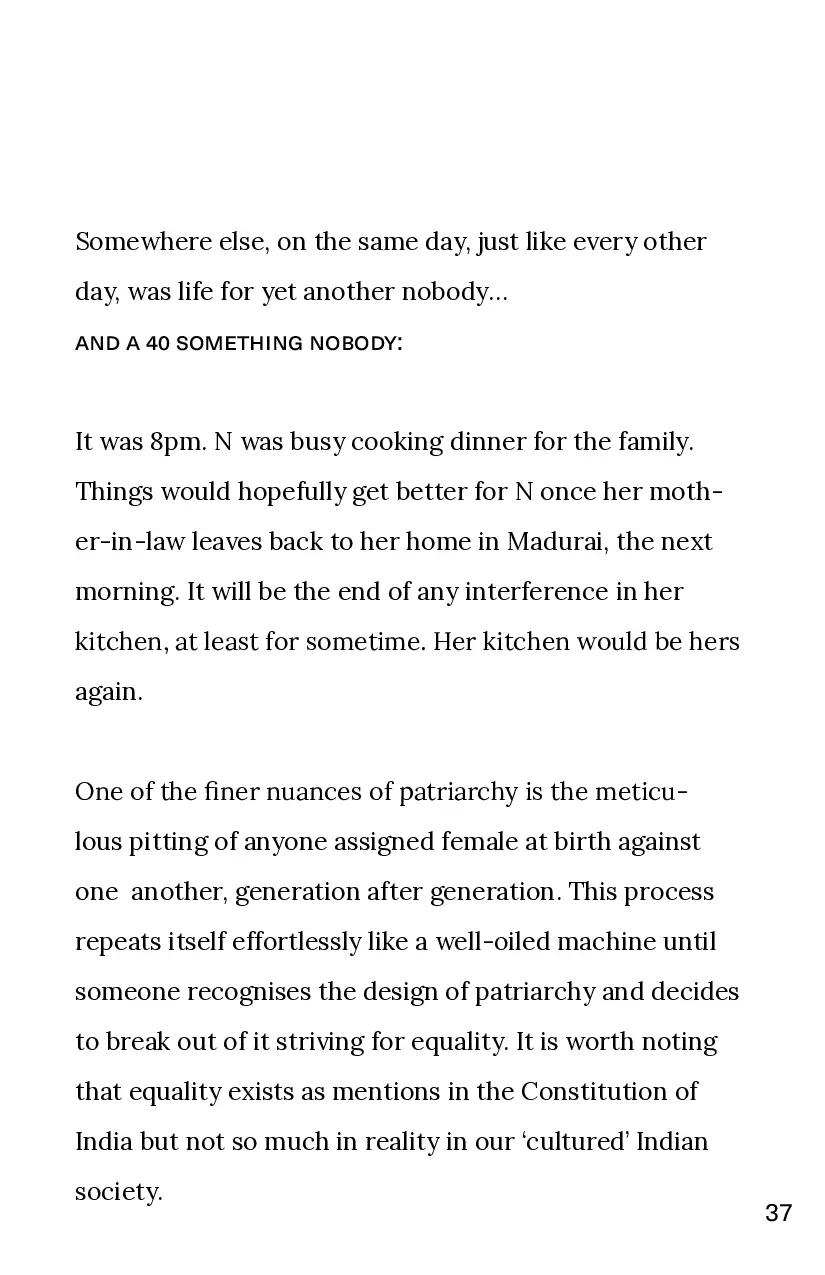 Somewhere else, on the same day, just like every other
day, was life for yet another nobody…
AND A 40 SOMETHING NOBODY:
It was 8pm. N was busy cooking dinner for the family.
Things would hopefully get better for N once her moth-
er-in-law leaves back to her home in Madurai, the next
morning. It will be the end of any interference in her
kitchen, at least for sometime. Her kitchen would be hers
again.
One of the finer nuances of patriarchy is the meticu-
lous pitting of anyone assigned female at birth against
one  another, generation after generation. This process
repeats itself effortlessly like a well-oiled machine until
someone recognises the design of patriarchy and decides
to break out of it striving for equality. It is worth noting
that equality exists as mentions in the Constitution of
India but not so much in reality in our ‘cultured’ Indian
society.
37